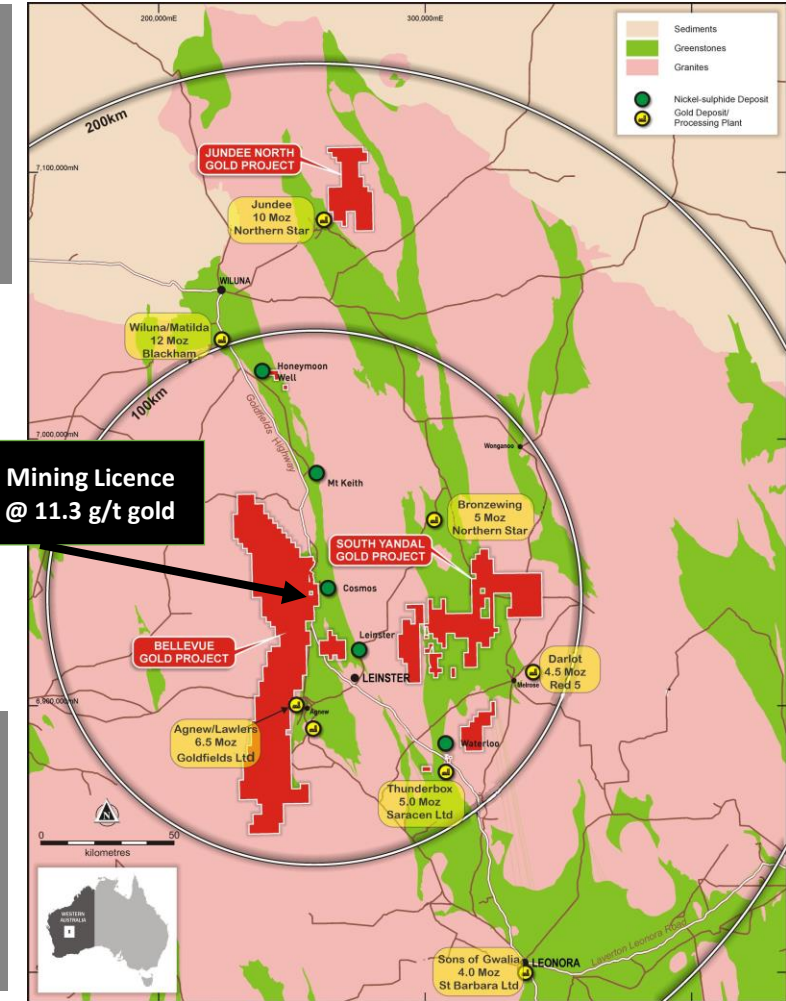 200,000mE
300,000mE
Sediments
Greenstones
Granites
Nickel-sulphide Deposit
Gold Deposit/
Processing Plant
200km
7,100,000mN
JUNDEE NORTH
GOLD PROJECT
Jundee
10 Moz
Northern Star
WILUNA
Wiluna/Matilda
12 Moz
Blackham
Honeymoon
Well
100km
Goldfields Highway
7,000,000mN
Wonganoo
Mt Keith
Mining Licence
@ 11.3 g/t gold
Bronzewing
5 Moz
Northern Star
SOUTH YANDAL
GOLD PROJECT
Cosmos
BELLEVUE
GOLD PROJECT
Leinster
LEINSTER
Darlot
4.5 Moz
Red 5
Melrose
6,900,000mN
Agnew
Agnew/Lawlers
6.5 Moz
Goldfields Ltd
Waterloo
Thunderbox
5.0 Moz
Saracen Ltd
N
0
50
kilometres
WESTERN
AUSTRALIA
Laverton Leonora Road
Sons of Gwalia
4.0 Moz
St Barbara Ltd
LEONORA